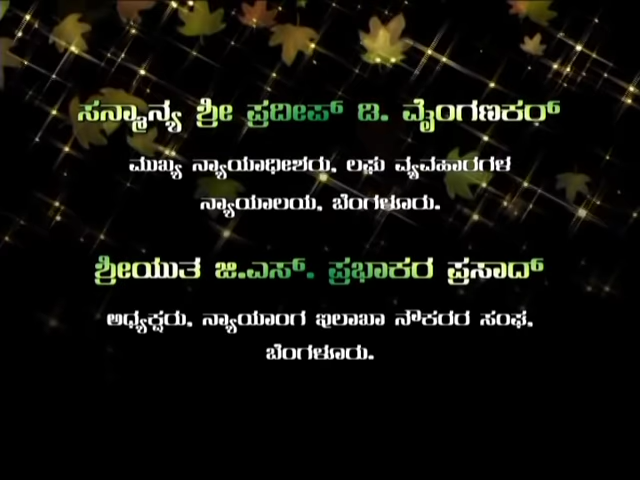 ಸನ್ಮಾನ್ಯ ಶ್ರೀ ಪ್ರದೀಪ್ ಡಿ. ವೈಂಗಣಕರ್
ಮುಖ್ಯ ನ್ಯಾಯಾಧೀಶರು, ಲಘು ವ್ಯವಹಾರಗಳ
ನ್ಯಾಯಾಲಯ, ಬೆಂಗಳೂರು.
ಶ್ರೀಯುತ ಜಿ.ಎಸ್. ಪ್ರಭಾಕರ ಪ್ರಸಾದ್
ಅಧ್ಯಕ್ಷರು, ನ್ಯಾಯಾಂಗ ಇಲಾಖಾ ನೌಕರರ ಸಂಘ,
ಬೆಂಗಳೂರು.